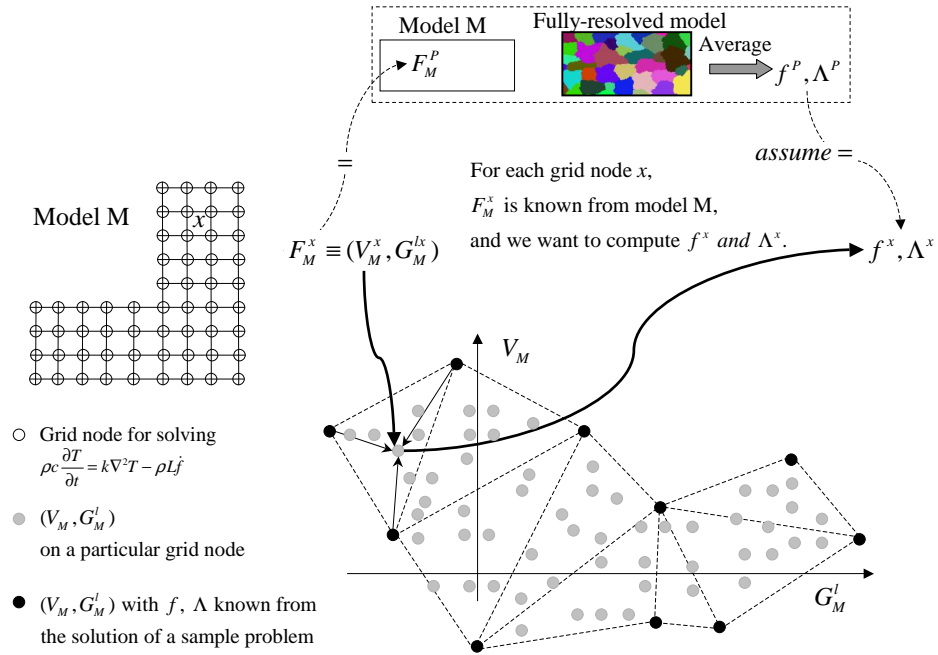 Model M
Fully-resolved model
F_M^P
Average
f^P, Λ^P
=
assume =
For each grid node x,
F_M^x is known from model M,
and we want to compute f^x and Λ^x.
Model M
x
F_M^x ≡ (V_M^x, G_M^{lx})
f^x, Λ^x
V_M
G_M^l
Grid node for solving
ρc ∂T/∂t = k∇²T − ρLḟ
(V_M, G_M^l)
on a particular grid node
(V_M, G_M^l) with f, Λ known from
the solution of a sample problem